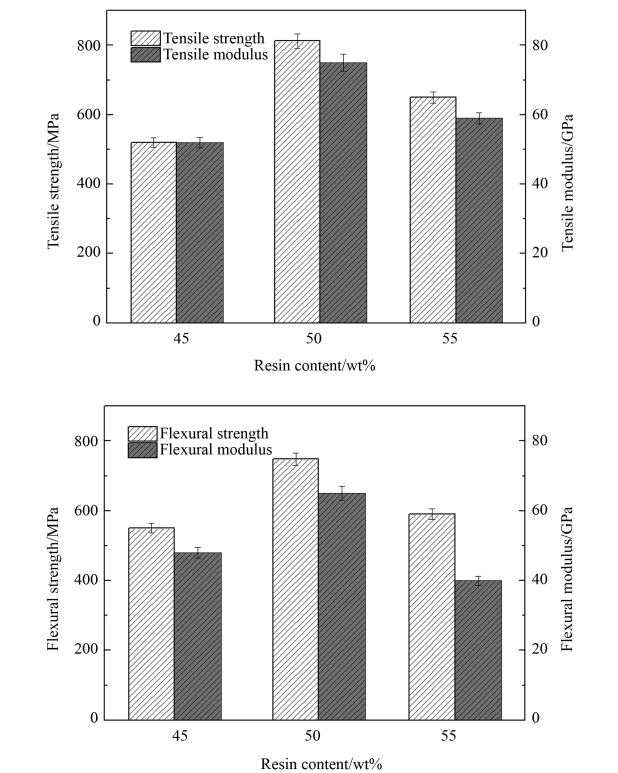 Tensile strength
Tensile modulus
800
600
400
200
0
80
60
40
20
0
Tensile strength/MPa
Tensile modulus/GPa
45
50
55
Resin content/wt%
Flexural strength
Flexural modulus
800
600
400
200
0
80
60
40
20
0
Flexural strength/MPa
Flexural modulus/GPa
45
50
55
Resin content/wt%